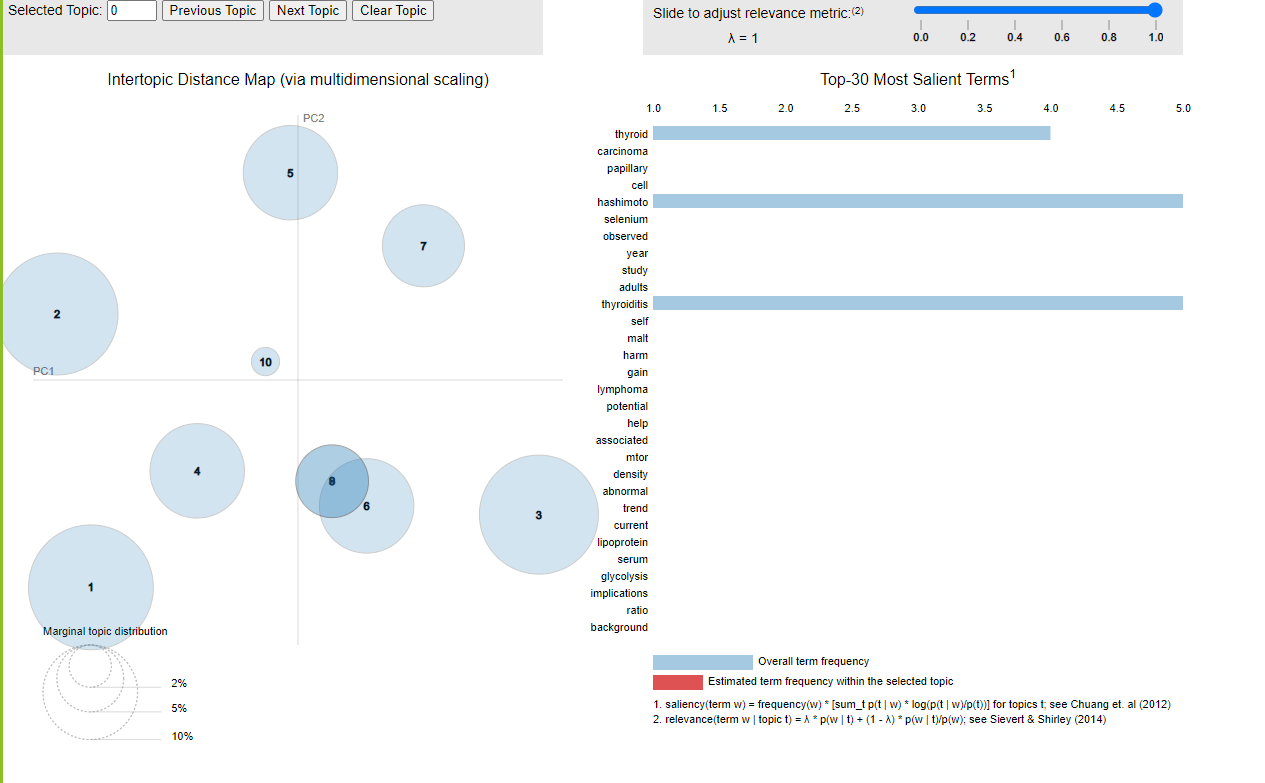 Selected Topic: 0 Previous Topic Next Topic Clear Topic
Slide to adjust relevance metric:(2)
λ = 1
0.0 0.2 0.4 0.6 0.8 1.0
Intertopic Distance Map (via multidimensional scaling)
PC2
5
7
2
10
PC1
4
6
3
1
Marginal topic distribution
2%
5%
10%
Top-30 Most Salient Terms1
1.0 1.5 2.0 2.5 3.0 3.5 4.0 4.5 5.0
thyroid
carcinoma
papillary
cell
hashimoto
selenium
observed
year
study
adults
thyroiditis
self
malt
harm
gain
lymphoma
potential
help
associated
mtor
density
abnormal
trend
current
lipoprotein
serum
glycolysis
implications
ratio
background
Overall term frequency
Estimated term frequency within the selected topic
1. saliency(term w) = frequency(w) * [sum_t p(t | w) * log(p(t | w)/p(t))] for topics t; see Chuang et. al (2012)
2. relevance(term w | topic t) = λ * p(w | t) + (1 - λ) * p(w | t)/p(w); see Sievert & Shirley (2014)